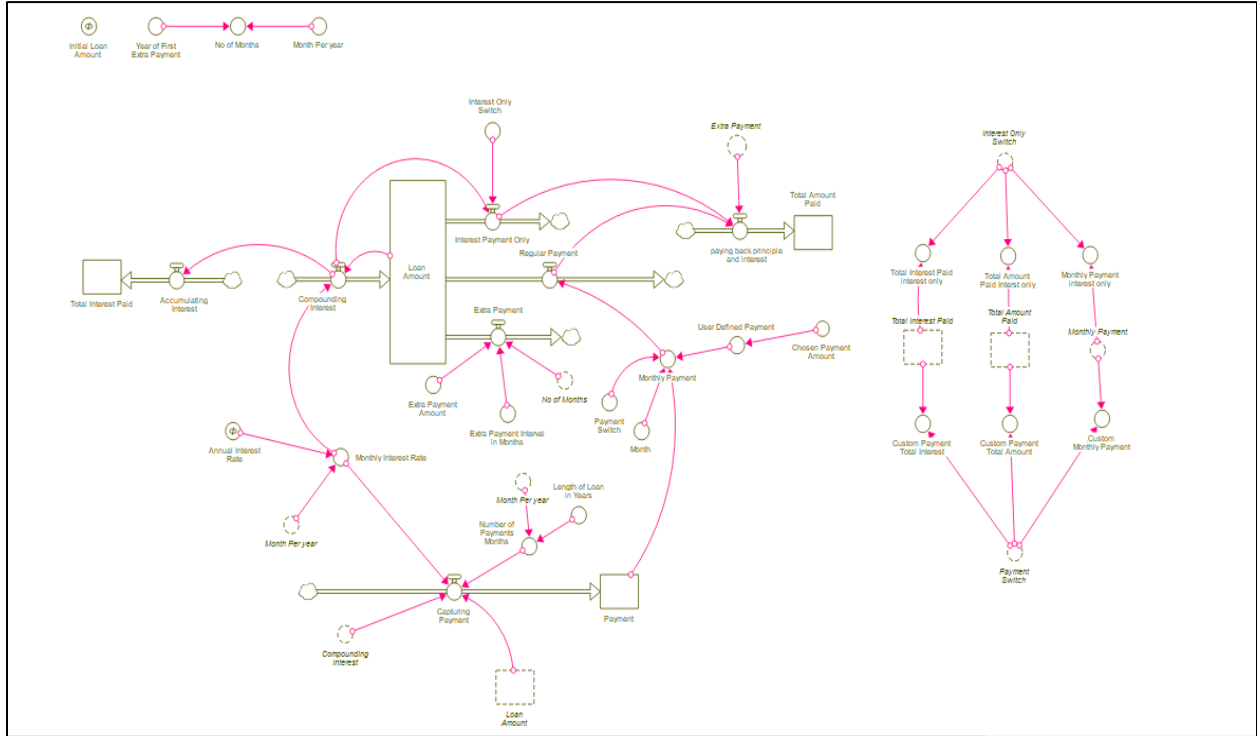 Initial Loan
Amount
Year of First
Extra Payment
No of Months
Month Per year
Interest Only
Switch
Extra Payment
Interest Only
Switch
Total Amount
Paid
Interest Payment Only
Regular Payment
paying back principle
and interest
Loan
Amount
Total Interest Paid
Accumulating
Interest
Compounding
Interest
Total Interest Paid
interest only
Total Amount
Paid Interst only
Monthly Payment
interest only
Extra Payment
User Defined Payment
Chosen Payment
Amount
Total Interest Paid
Total Amount
Paid
Monthly Payment
Monthly Payment
Extra Payment
Amount
No of Months
Extra Payment Interval
in Months
Payment
Switch
Month
Custom Payment
Total Interest
Custom Payment
Total Amount
Custom
Monthly Payment
Annual Interest
Rate
Monthly Interest Rate
Month Per year
Length of Loan
in Years
Number of
Payments
Months
Month Per year
Payment
Switch
Capturing
Payment
Payment
Compounding
Interest
Loan
Amount